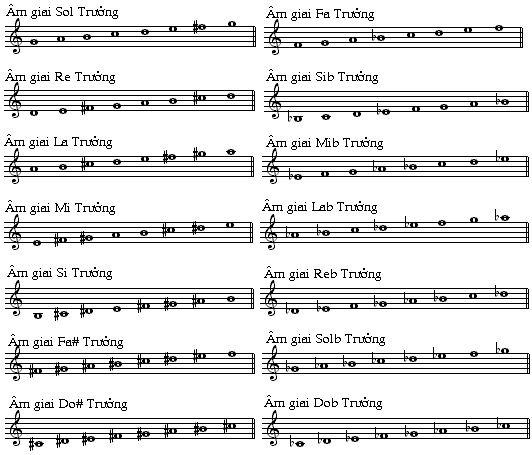 Âm giai Sol Trưởng
Âm giai Fa Trưởng
Âm giai Re Trưởng
Âm giai Sib Trưởng
Âm giai La Trưởng
Âm giai Mib Trưởng
Âm giai Mi Trưởng
Âm giai Lab Trưởng
Âm giai Si Trưởng
Âm giai Reb Trưởng
Âm giai Fa# Trưởng
Âm giai Solb Trưởng
Âm giai Do# Trưởng
Âm giai Dob Trưởng